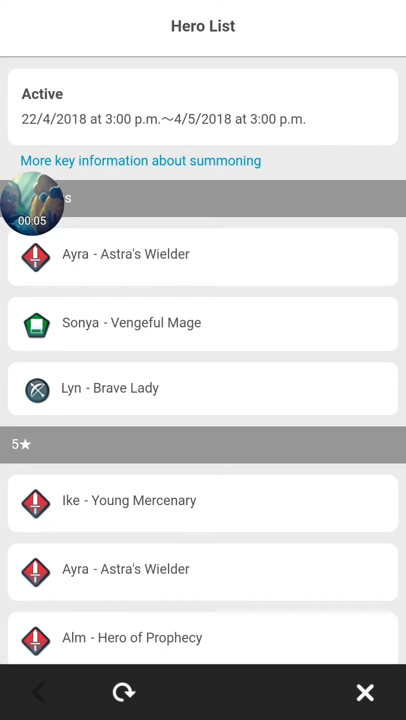 Hero List
Active
22/4/2018 at 3:00 p.m.～4/5/2018 at 3:00 p.m.
More key information about summoning
s
00:05
Ayra - Astra's Wielder
Sonya - Vengeful Mage
Lyn - Brave Lady
5★
Ike - Young Mercenary
Ayra - Astra's Wielder
Alm - Hero of Prophecy